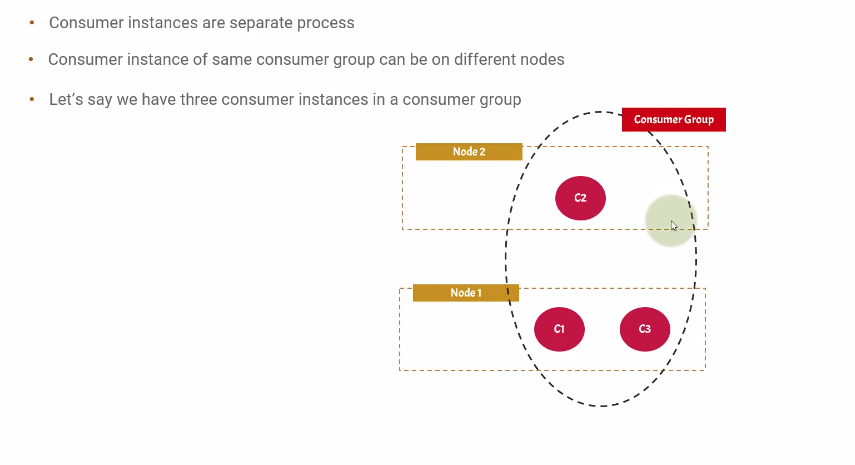 • Consumer instances are separate process
• Consumer instance of same consumer group can be on different nodes
• Let's say we have three consumer instances in a consumer group
Consumer Group
Node 2
C2
Node 1
C1
C3